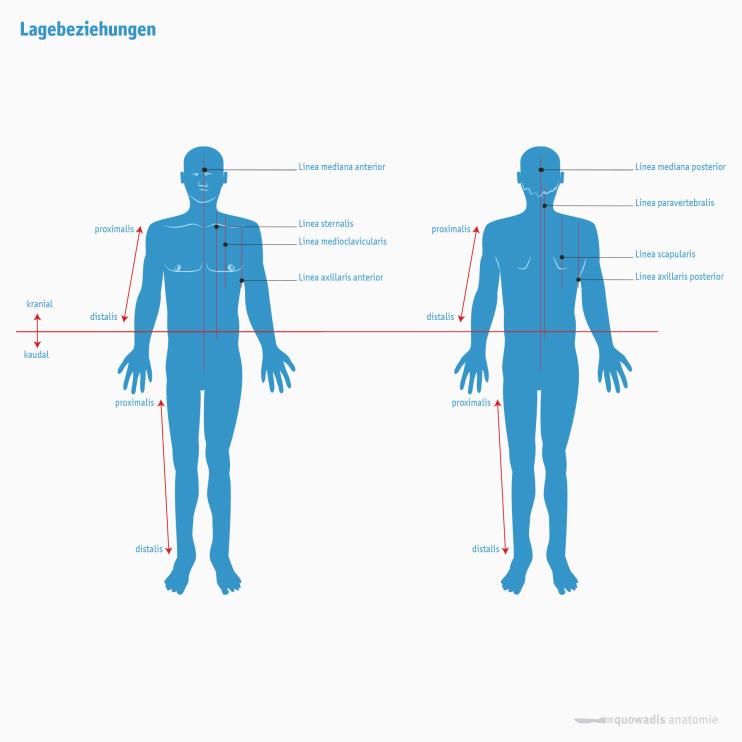 Lagebeziehungen
Linea mediana anterior
Linea sternalis
Linea medioclavicularis
Linea axillaris anterior
proximalis
distalis
kranial
kaudal
proximalis
distalis
Linea mediana posterior
Linea paravertebralis
Linea scapularis
Linea axillaris posterior
proximalis
distalis
proximalis
distalis
quowadis anatomie